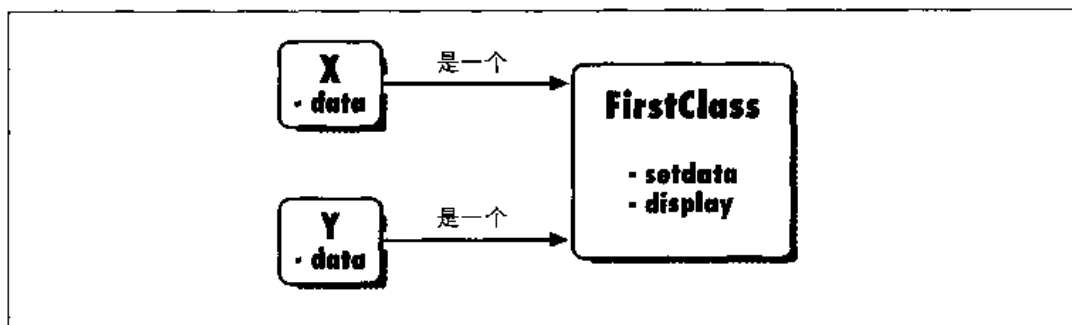 X
- data
是一个
FirstClass
- setdata
- display
Y
- data
是一个